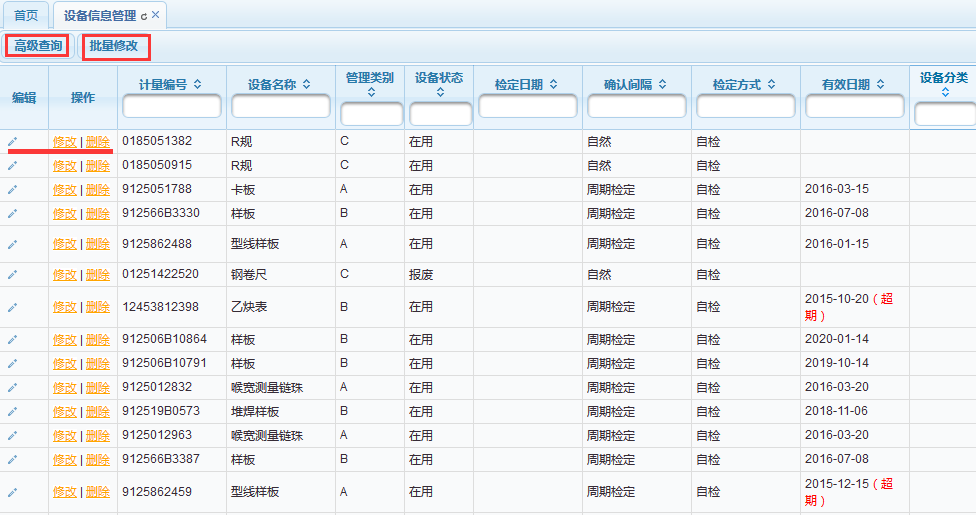 首页 设备信息管理
高级查询 批量修改
编辑 操作 计量编号 设备名称 管理类别 设备状态 检定日期 确认间隔 检定方式 有效日期 设备分类
修改 | 删除 0185051382 R规 C 在用 自然 自检
修改 | 删除 0185050915 R规 C 在用 自然 自检
修改 | 删除 9125051788 卡板 A 在用 周期检定 自检 2016-03-15
修改 | 删除 912566B3330 样板 B 在用 周期检定 自检 2016-07-08
修改 | 删除 9125862488 型线样板 A 在用 周期检定 自检 2016-01-15
修改 | 删除 01251422520 钢卷尺 C 报废 自然 自检
修改 | 删除 12453812398 乙炔表 B 在用 周期检定 自检 2015-10-20（超
期）
修改 | 删除 912506B10864 样板 B 在用 周期检定 自检 2020-01-14
修改 | 删除 912506B10791 样板 B 在用 周期检定 自检 2019-10-14
修改 | 删除 9125012832 喉宽测量链珠 A 在用 周期检定 自检 2016-03-20
修改 | 删除 912519B0573 堆焊样板 B 在用 周期检定 自检 2018-11-06
修改 | 删除 9125012963 喉宽测量链珠 A 在用 周期检定 自检 2016-03-20
修改 | 删除 912566B3387 样板 B 在用 周期检定 自检 2016-07-08
修改 | 删除 9125862459 型线样板 A 在用 周期检定 自检 2015-12-15（超
期）